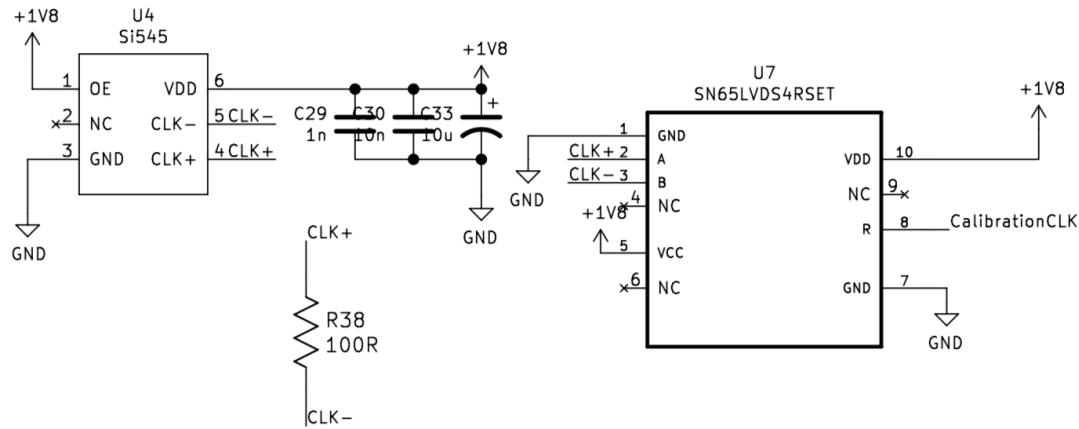 +1V8
U4
Si545
1 OE VDD 6
2 NC CLK- 5 CLK-
3 GND CLK+ 4 CLK+
GND
+1V8
C29 C30 C33 +
1n 10n 10u
GND
CLK+
R38
100R
CLK-
U7
SN65LVDS4RSET
1 GND
GND
CLK+ 2 A
CLK- 3 B
4 NC
+1V8
5 VCC
6 NC
+1V8
VDD 10
NC 9
R 8 CalibrationCLK
GND 7
GND